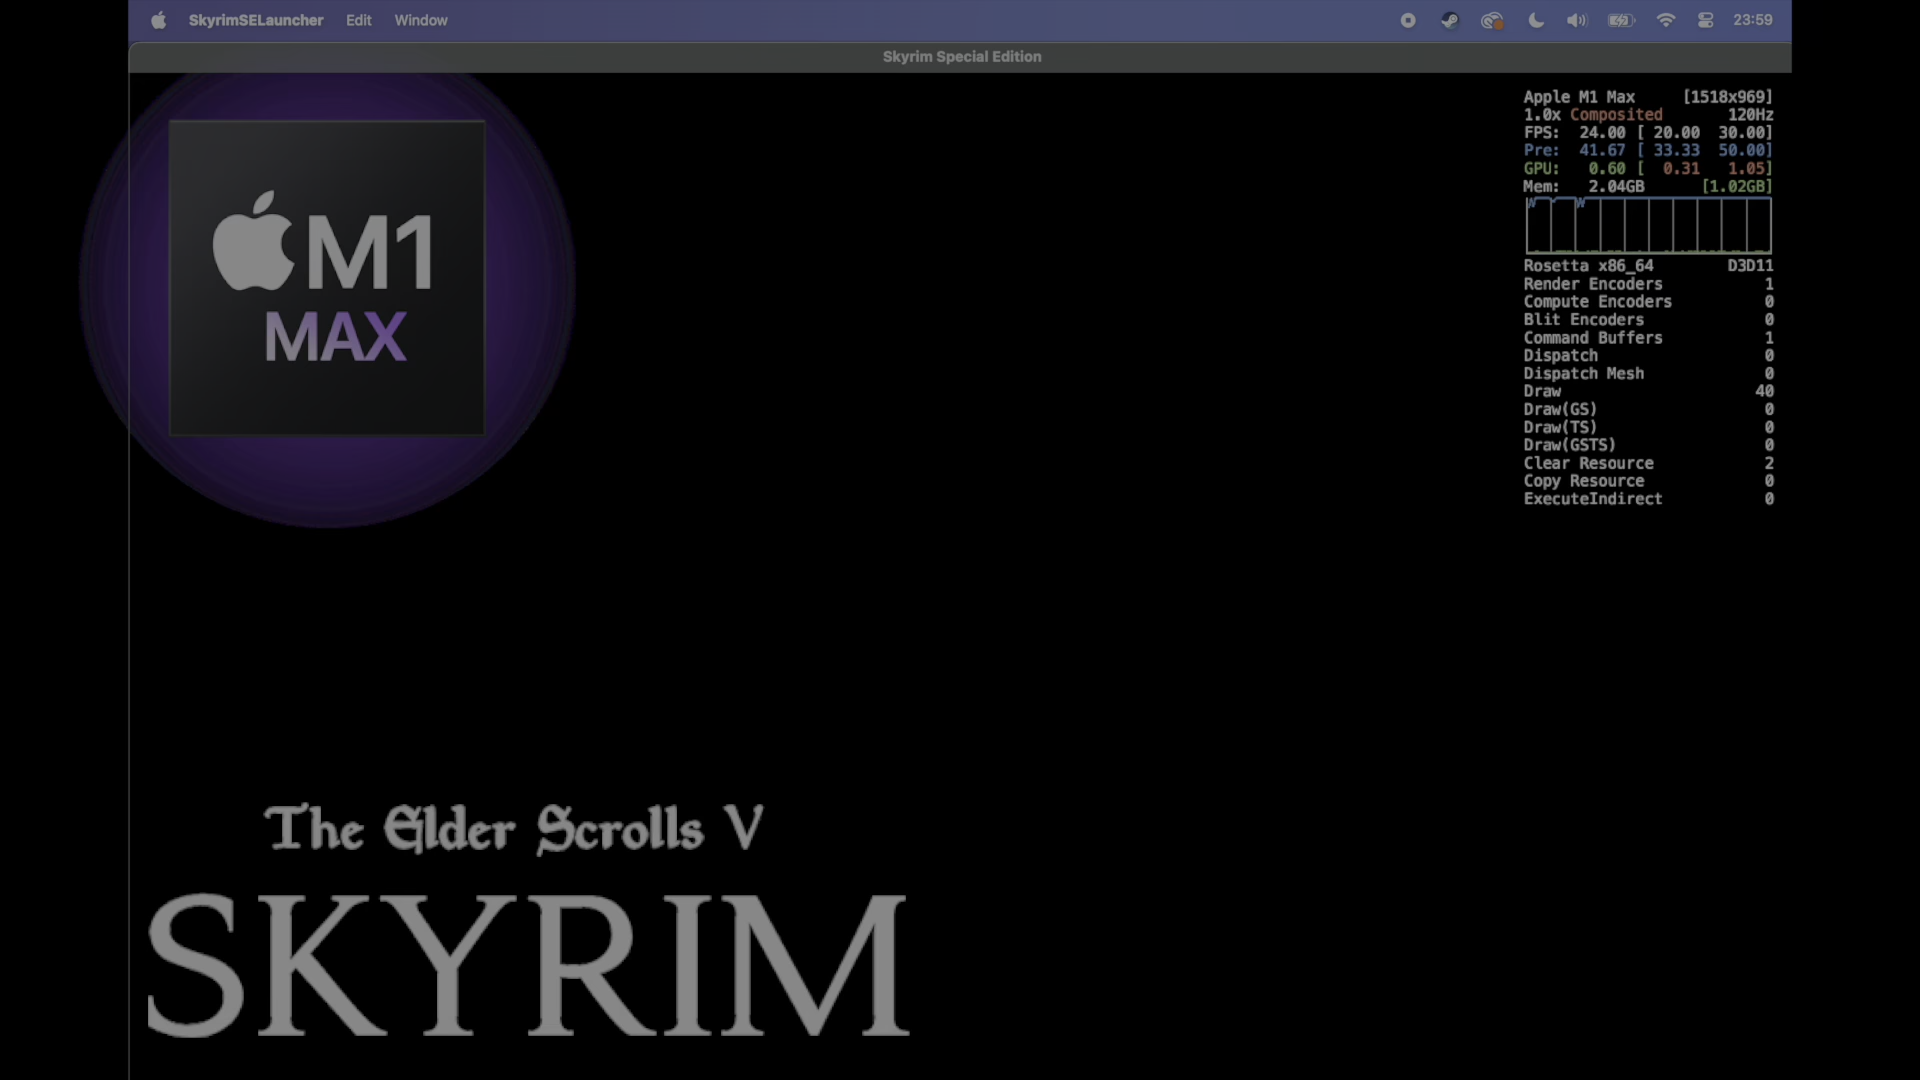 SkyrimSELauncher Edit Window 23:59
Skyrim Special Edition
M1
MAX
Apple M1 Max [1518x969]
1.0x Composited 120Hz
FPS: 24.00 [ 20.00 30.00]
Pre: 41.67 [ 33.33 50.00]
GPU: 0.60 [ 0.31 1.05]
Mem: 2.04GB [1.02GB]
Rosetta x86_64 D3D11
Render Encoders 1
Compute Encoders 0
Blit Encoders 0
Command Buffers 1
Dispatch 0
Dispatch Mesh 0
Draw 40
Draw(GS) 0
Draw(TS) 0
Draw(GSTS) 0
Clear Resource 2
Copy Resource 0
ExecuteIndirect 0
The Elder Scrolls V
SKYRIM